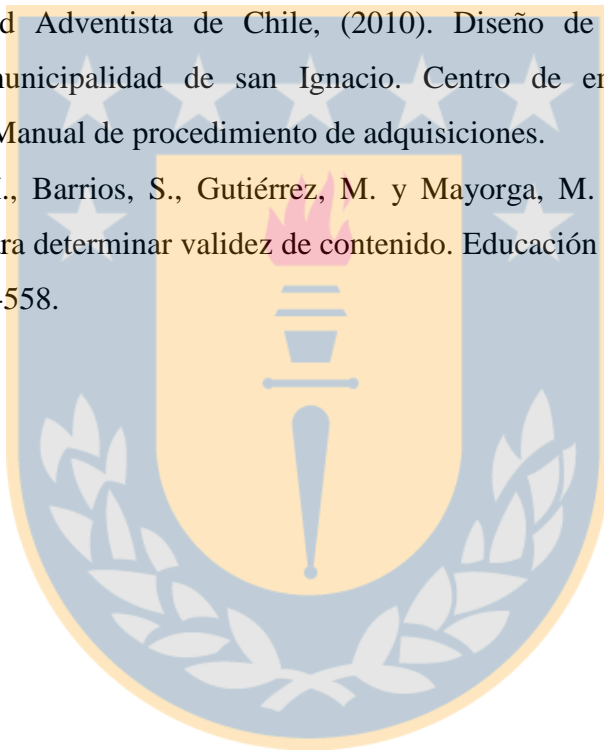 d Adventista de Chile, (2010). Diseño de
unicipalidad de san Ignacio. Centro de
Manual de procedimiento de adquisiciones.
Barrios, S., Gutiérrez, M. y Mayorga, M.
ra determinar validez de contenido. Educación
558.